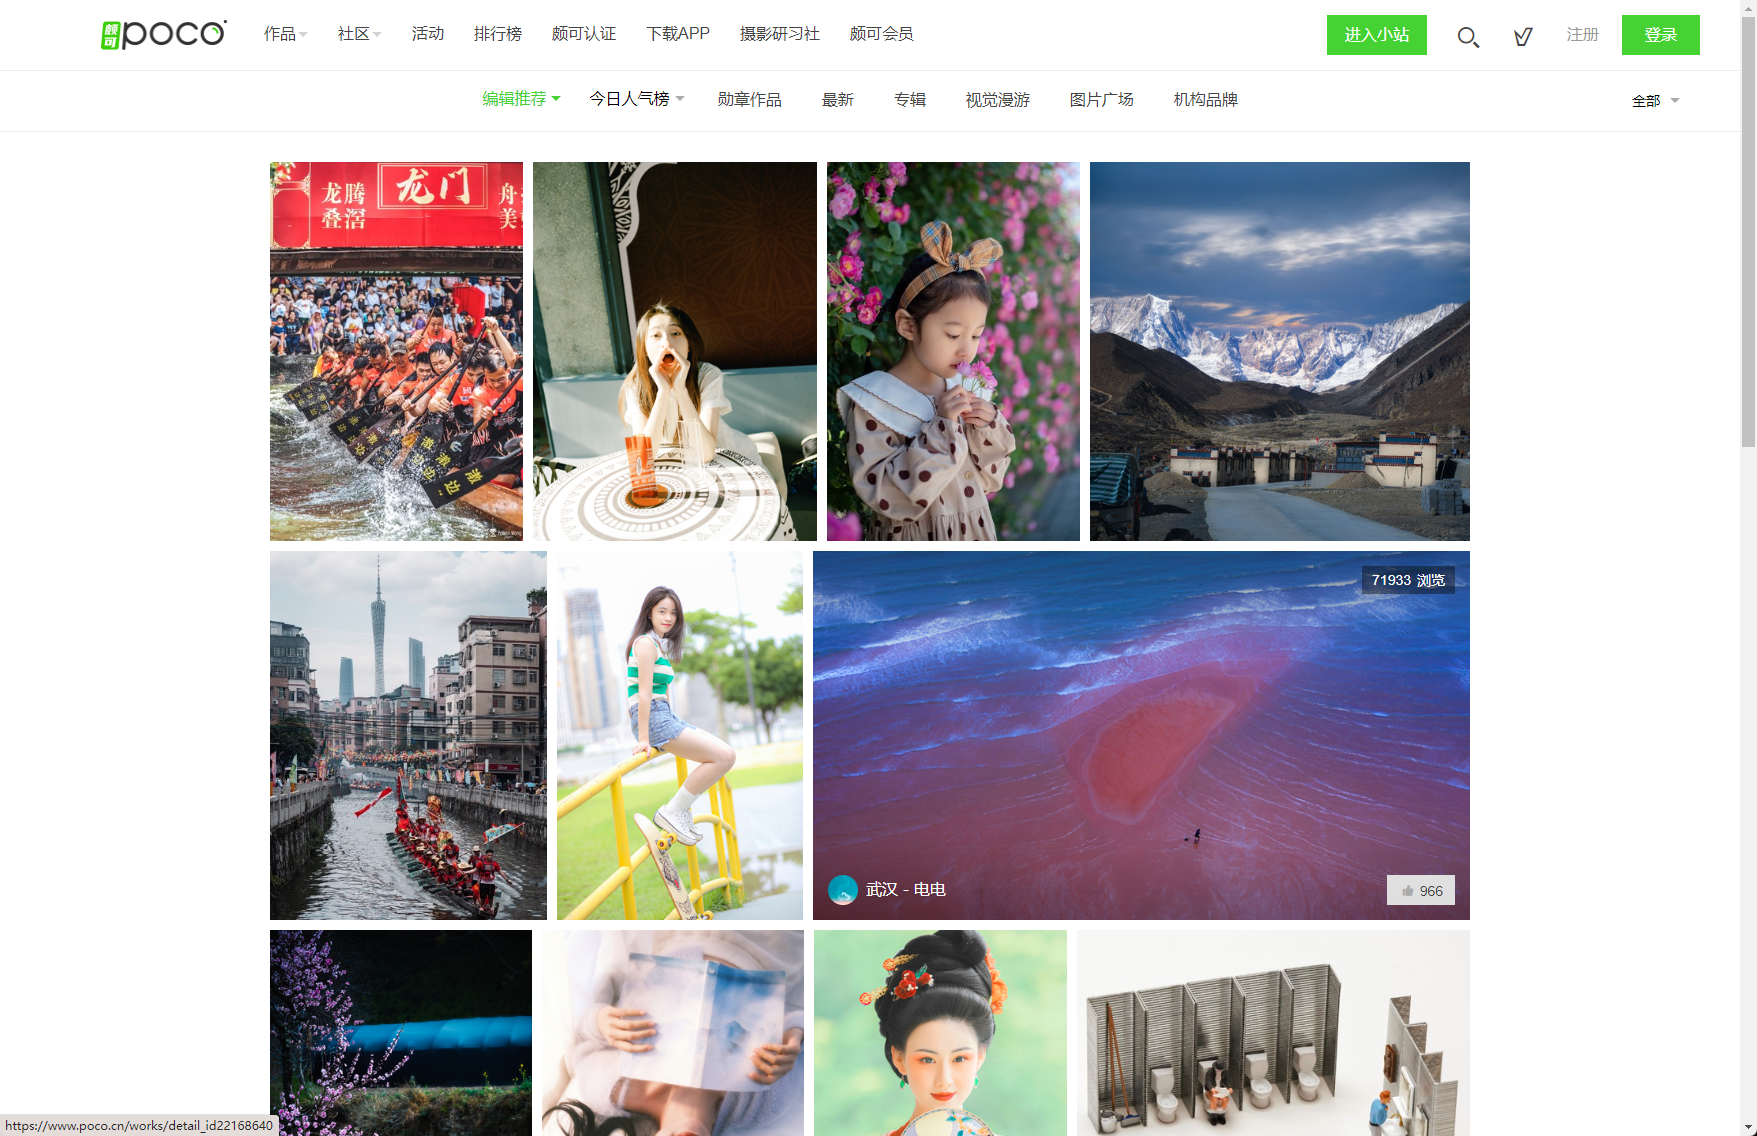 颇可 poco 作品 社区 活动 排行榜 颇可认证 下载APP 摄影研习社 颇可会员 进入小站 注册 登录
编辑推荐 今日人气榜 勋章作品 最新 专辑 视觉漫游 图片广场 机构品牌 全部
龙腾 龙门 舟
叠滘 美
71933 浏览
武汉 - 电电 966
https://www.poco.cn/works/detail_id22168640